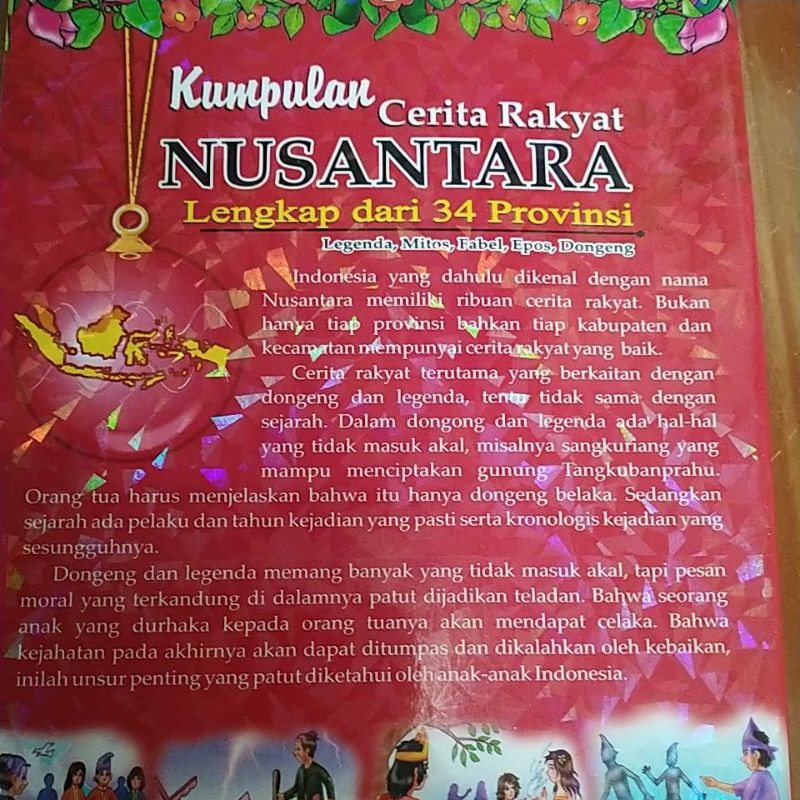 Kumpulan
Cerita Rakyat
NUSANTARA
Lengkap dari 34 Provinsi
Legenda, Mitos, Fabel, Epos, Dongeng
Indonesia yang dahulu dikenal dengan nama
Nusantara memiliki ribuan cerita rakyat. Bukan
hanya tiap provinsi bahkan tiap kabupaten dan
kecamatan mempunyai cerita rakyat yang baik.
Cerita rakyat terutama yang berkaitan dengan
dongeng dan legenda, tentu tidak sama dengan
sejarah. Dalam dongong dan legenda ada hal-hal
yang tidak masuk akal, misalnya sangkuriang yang
mampu menciptakan gunung Tangkubanprahu.
Orang tua harus menjelaskan bahwa itu hanya dongeng belaka. Sedangkan
sejarah ada pelaku dan tahun kejadian yang pasti serta kronologis kejadian yang
sesungguhnya.
Dongeng dan legenda memang banyak yang tidak masuk akal, tapi pesan
moral yang terkandung di dalamnya patut dijadikan teladan. Bahwa seorang
anak yang durhaka kepada orang tuanya akan mendapat celaka. Bahwa
kejahatan pada akhirnya akan dapat ditumpas dan dikalahkan oleh kebaikan,
inilah unsur penting yang patut diketahui oleh anak-anak Indonesia.